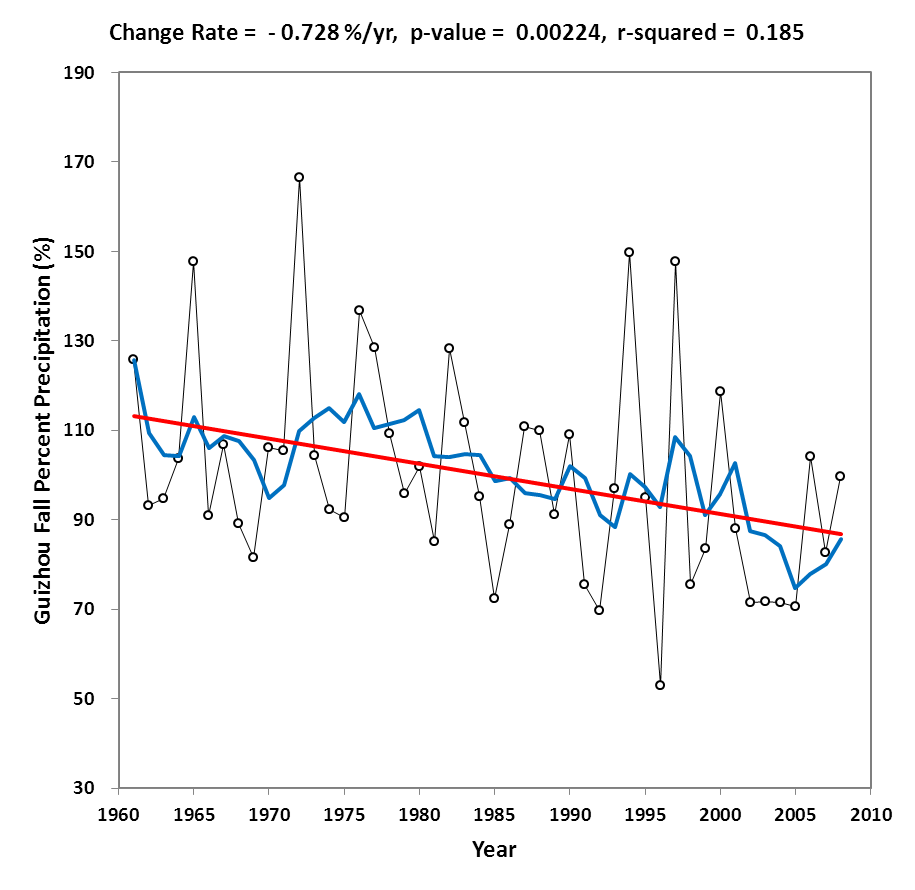 Change Rate = - 0.728 %/yr, p-value = 0.00224, r-squared = 0.185
190
170
150
130
110
90
70
50
30
Guizhou Fall Percent Precipitation (%)
1960 1965 1970 1975 1980 1985 1990 1995 2000 2005 2010
Year